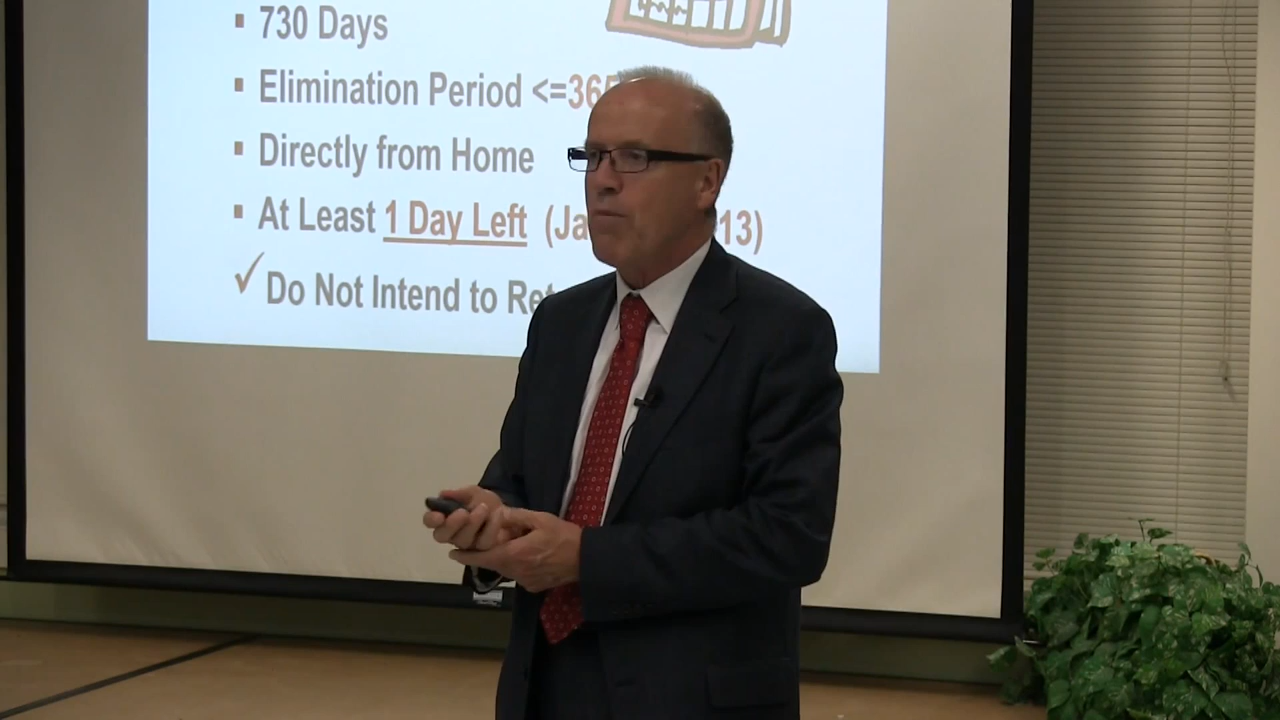 ▪ 730 Days
▪ Elimination Period <=36
▪ Directly from Home
▪ At Least 1 Day Left (Ja 13)
✓ Do Not Intend to Re